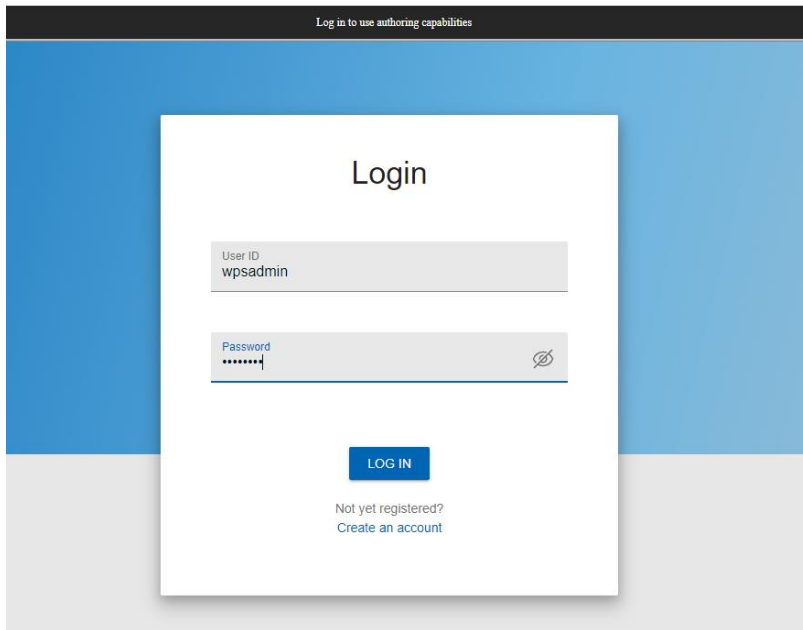 Log in to use authoring capabilities
Login
User ID
wpsadmin
Password
••••••••
LOG IN
Not yet registered?
Create an account